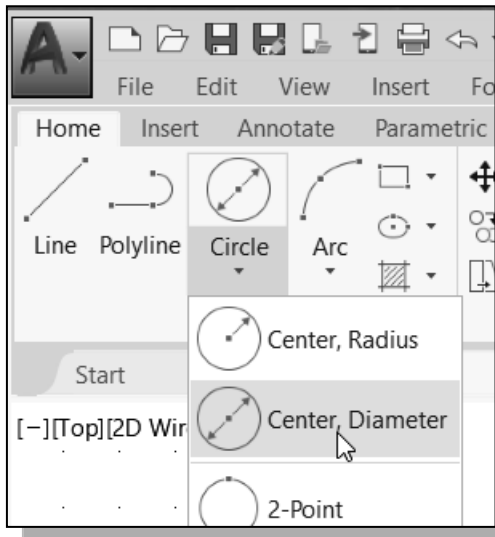 A
File Edit View Insert Fo
Home Insert Annotate Parametric
Line Polyline Circle Arc
Center, Radius
Start
Center, Diameter
[−][Top][2D Wir
2-Point